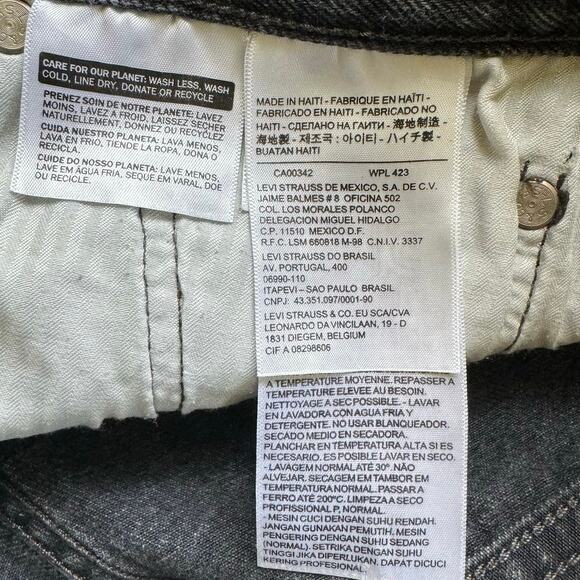 CARE FOR OUR PLANET: WASH LESS, WASH
COLD, LINE DRY, DONATE OR RECYCLE
PRENEZ SOIN DE NOTRE PLANETE: LAVEZ
MOINS, LAVEZ A FROID. LAISSEZ SECHER
NATURELLEMENT. DONNEZ OU RECYCLEZ
CUIDA NUESTRO PLANETA: LAVA MENOS,
LAVA EN FRIO, TIENDE LA ROPA, DONA O
RECICLA
CUIDE DO NOSSO PLANETA: LAVE MENOS,
LAVE EM ÁGUA FRIA, SEQUE EM VARAL, DOE
OU RECICLE.
MADE IN HAITI - FABRIQUE EN HAÏTI -
FABRICADO EN HAITI - FABRICADO NO
HAITI - СДЕЛАНО НА ГАИТИ - 海地制造 -
海地製 - 제조국 : 아이티 - ハイチ製 -
BUATAN HAITI
CA00342 WPL 423
LEVI STRAUSS DE MEXICO, S.A. DE C.V.
JAIME BALMES # 8 OFICINA 502
COL. LOS MORALES POLANCO
DELEGACION MIGUEL HIDALGO
C.P. 11510 MEXICO D.F.
R.F.C. LSM 660818 M-98 C.N.I.V. 3337
LEVI STRAUSS DO BRASIL
AV. PORTUGAL, 400
06990-110
ITAPEVI - SAO PAULO BRASIL
CNPJ: 43.351.097/0001-90
LEVI STRAUSS & CO. EU SCA/CVA
LEONARDO DA VINCILAAN, 19 - D
1831 DIEGEM, BELGIUM
CIF A 08298606
A TEMPERATURE MOYENNE. REPASSER A
TEMPERATURE ELEVEE AU BESOIN.
NETTOYAGE A SEC POSSIBLE. - LAVAR
EN LAVADORA CON AGUA FRIA Y
DETERGENTE. NO USAR BLANQUEADOR.
SECADO MEDIO EN SECADORA.
PLANCHAR EN TEMPERATURA ALTA SI ES
NECESARIO. ES POSIBLE LAVAR EN SECO.
- LAVAGEM NORMAL ATÉ 30°. NÃO
ALVEJAR. SECAGEM EM TAMBOR EM
TEMPERATURA NORMAL. PASSAR A
FERRO ATÉ 200°C. LIMPEZA A SECO
PROFISSIONAL P, NORMAL.
- MESIN CUCI DENGAN SUHU RENDAH.
JANGAN GUNAKAN PEMUTIH. MESIN
PENGERING DENGAN SUHU SEDANG
(NORMAL). SETRIKA DENGAN SUHU
TINGGI JIKA DIPERLUKAN. DAPAT DICUCI
KERING PROFESSIONAL.